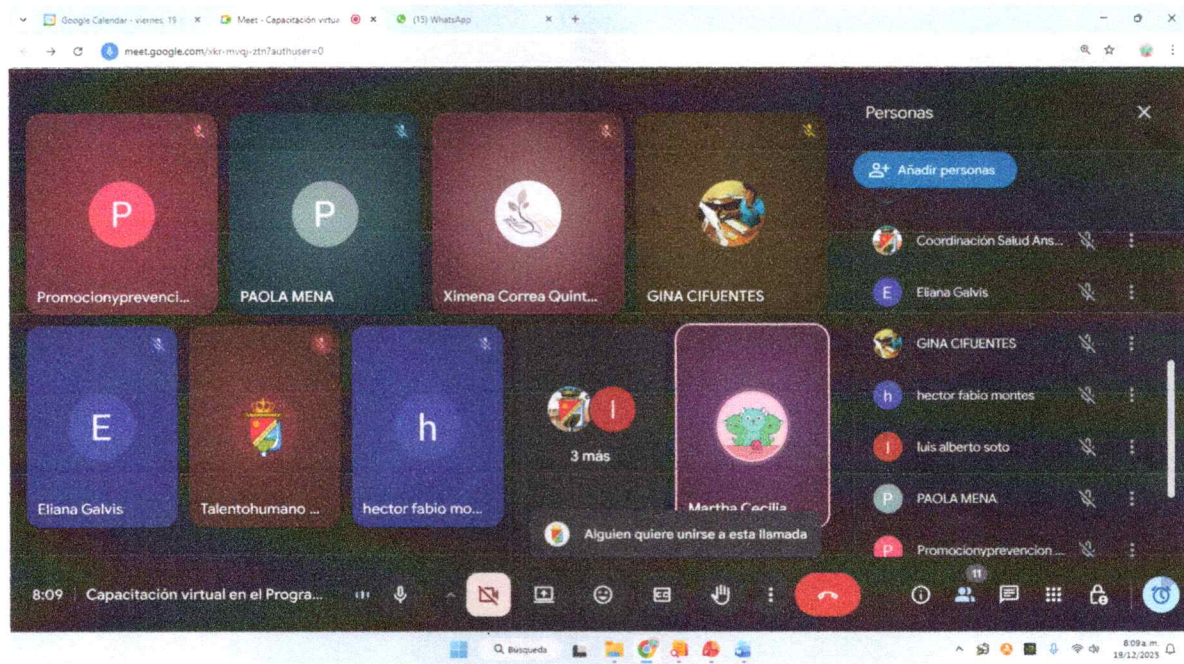 Google Calendar - viernes, 19
Meet - Capacitación virtua
(15) WhatsApp
meet.google.com/xkr-mvqj-ztn?authuser=0
Personas
Añadir personas
P
P
Promocionyprevenci...
PAOLA MENA
Ximena Correa Quint...
GINA CIFUENTES
E
h
I
3 más
Eliana Galvis
Talentohumano ...
hector fabio mo...
Martha Cecilia
Alguien quiere unirse a esta llamada
Coordinación Salud Ans...
E
Eliana Galvis
GINA CIFUENTES
h
hector fabio montes
l
luis alberto soto
P
PAOLA MENA
P
Promocionyprevencion ...
8:09
Capacitación virtual en el Progra...
11
Búsqueda
8:09 a. m.
19/12/2025